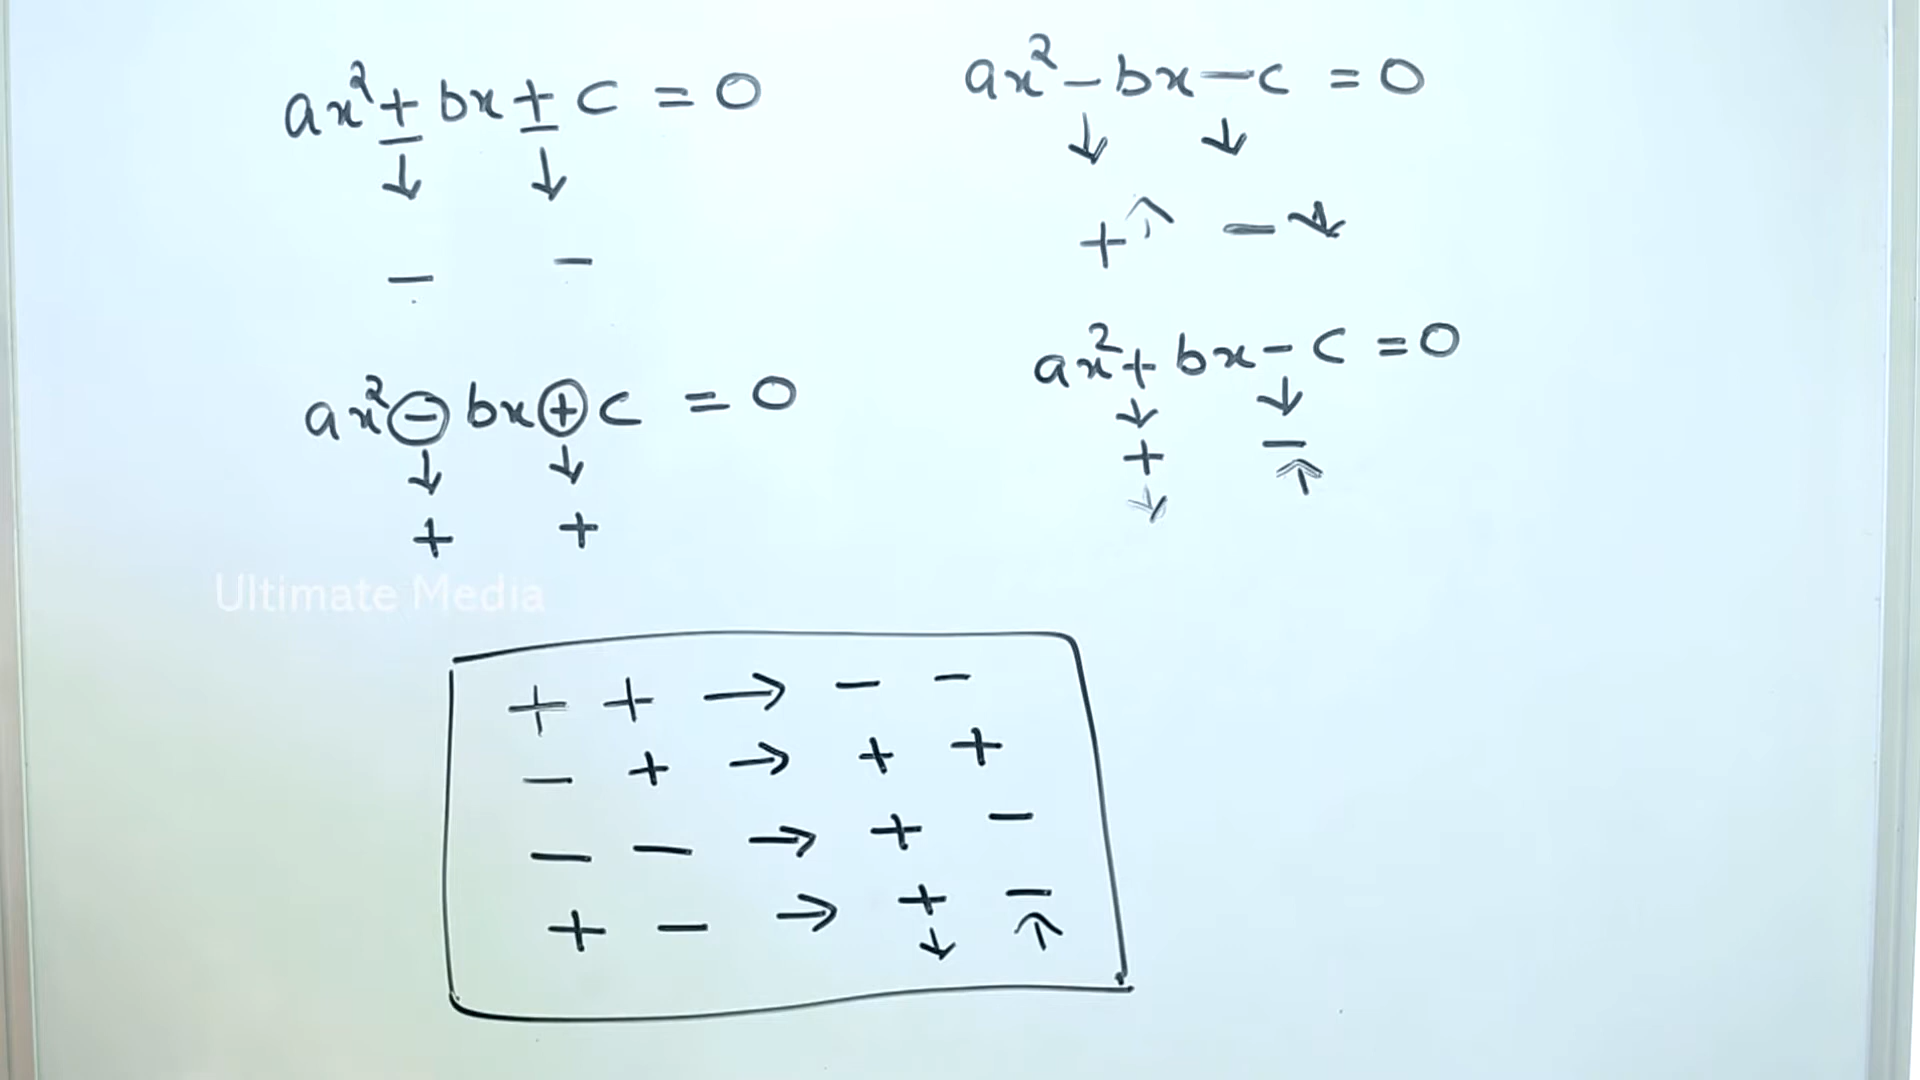 ax² + bx + c = 0
↓ ↓
− −
ax² − bx − c = 0
↓ ↓
+ ↑ − ↓
ax² − bx + c = 0
↓ ↓
+ +
ax² + bx − c = 0
↓ ↓
+ −
↓ ↑
Ultimate Media
+ + → − −
− + → + +
− − → + −
+ − → + −
↓ ↑